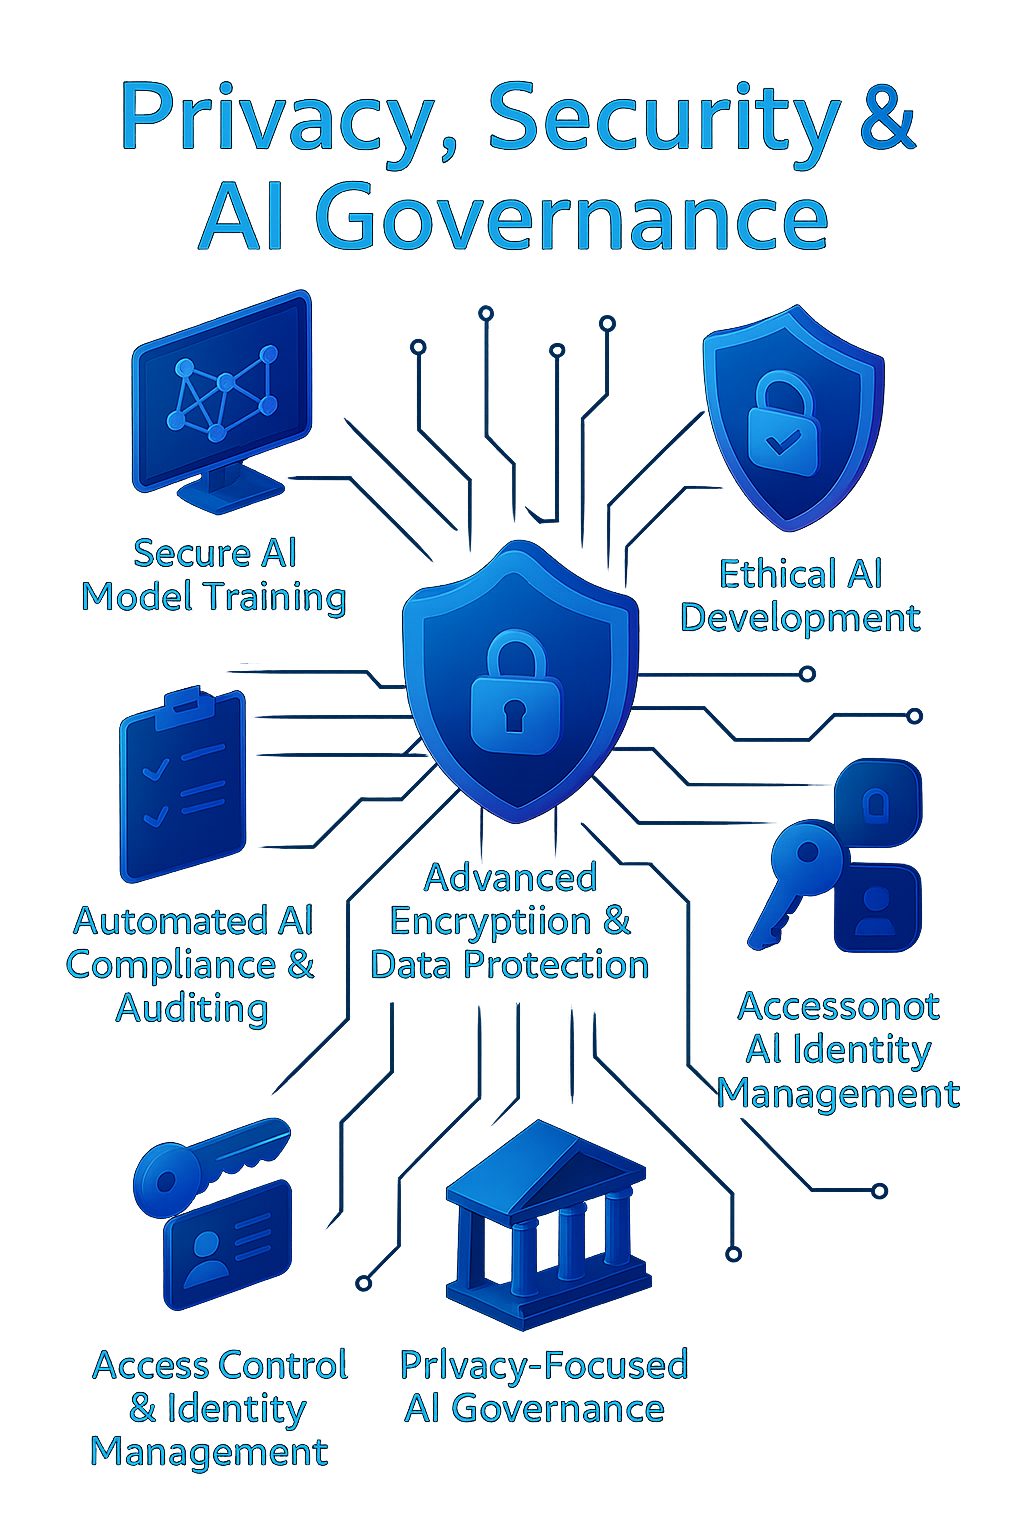 Privacy, Security &
AI Governance
Secure AI
Model Training
Ethical AI
Development
Automated AI
Compliance &
Auditing
Advanced
Encryptiion &
Data Protection
Accessonot
AI Identity
Management
Access Control
& Identity
Management
Prlvacy-Focused
AI Governance